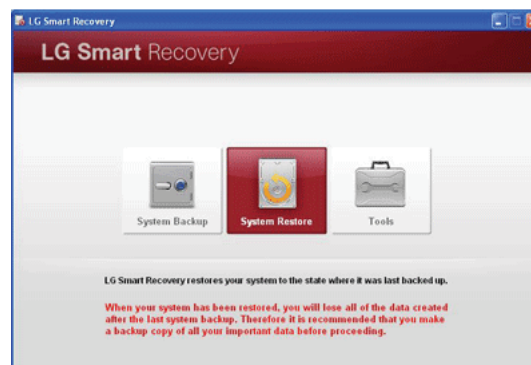 LG Smart Recovery
LG Smart Recovery
System Backup
System Restore
Tools
LG Smart Recovery restores your system to the state where it was last backed up.
When your system has been restored, you will lose all of the data created
after the last system backup. Therefore it is recommended that you make
a backup copy of all your important data before proceeding.